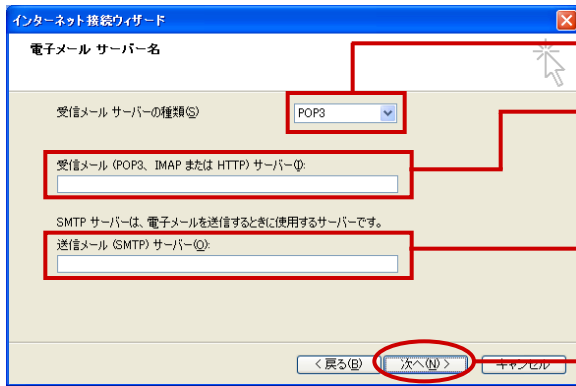 インターネット接続ウィザード
電子メール サーバー名
受信メール サーバーの種類(S)
POP3
受信メール (POP3、IMAP または HTTP) サーバー(I):
SMTP サーバーは、電子メールを送信するときに使用するサーバーです。
送信メール (SMTP) サーバー(O):
< 戻る(B)
次へ(N) >
キャンセル